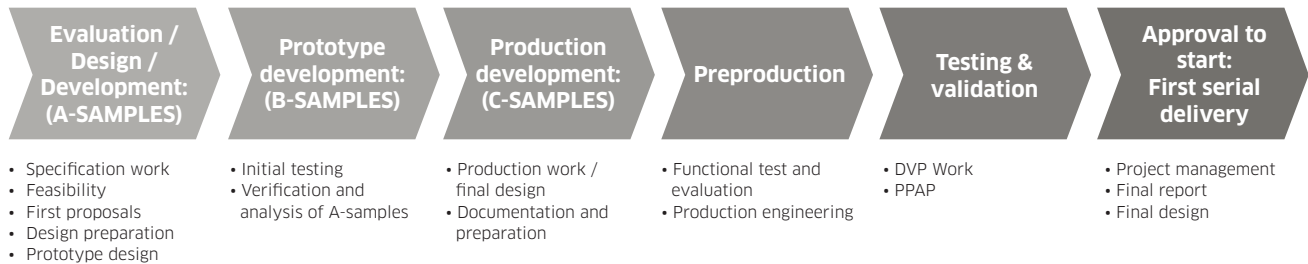 Evaluation /
Design /
Development:
(A-SAMPLES)
Prototype
development:
(B-SAMPLES)
Production
development:
(C-SAMPLES)
Preproduction
Testing &
validation
Approval to
start:
First serial
delivery
• Specification work
• Feasibility
• First proposals
• Design preparation
• Prototype design
• Initial testing
• Verification and
analysis of A-samples
• Production work /
final design
• Documentation and
preparation
• Functional test and
evaluation
• Production engineering
• DVP Work
• PPAP
• Project management
• Final report
• Final design